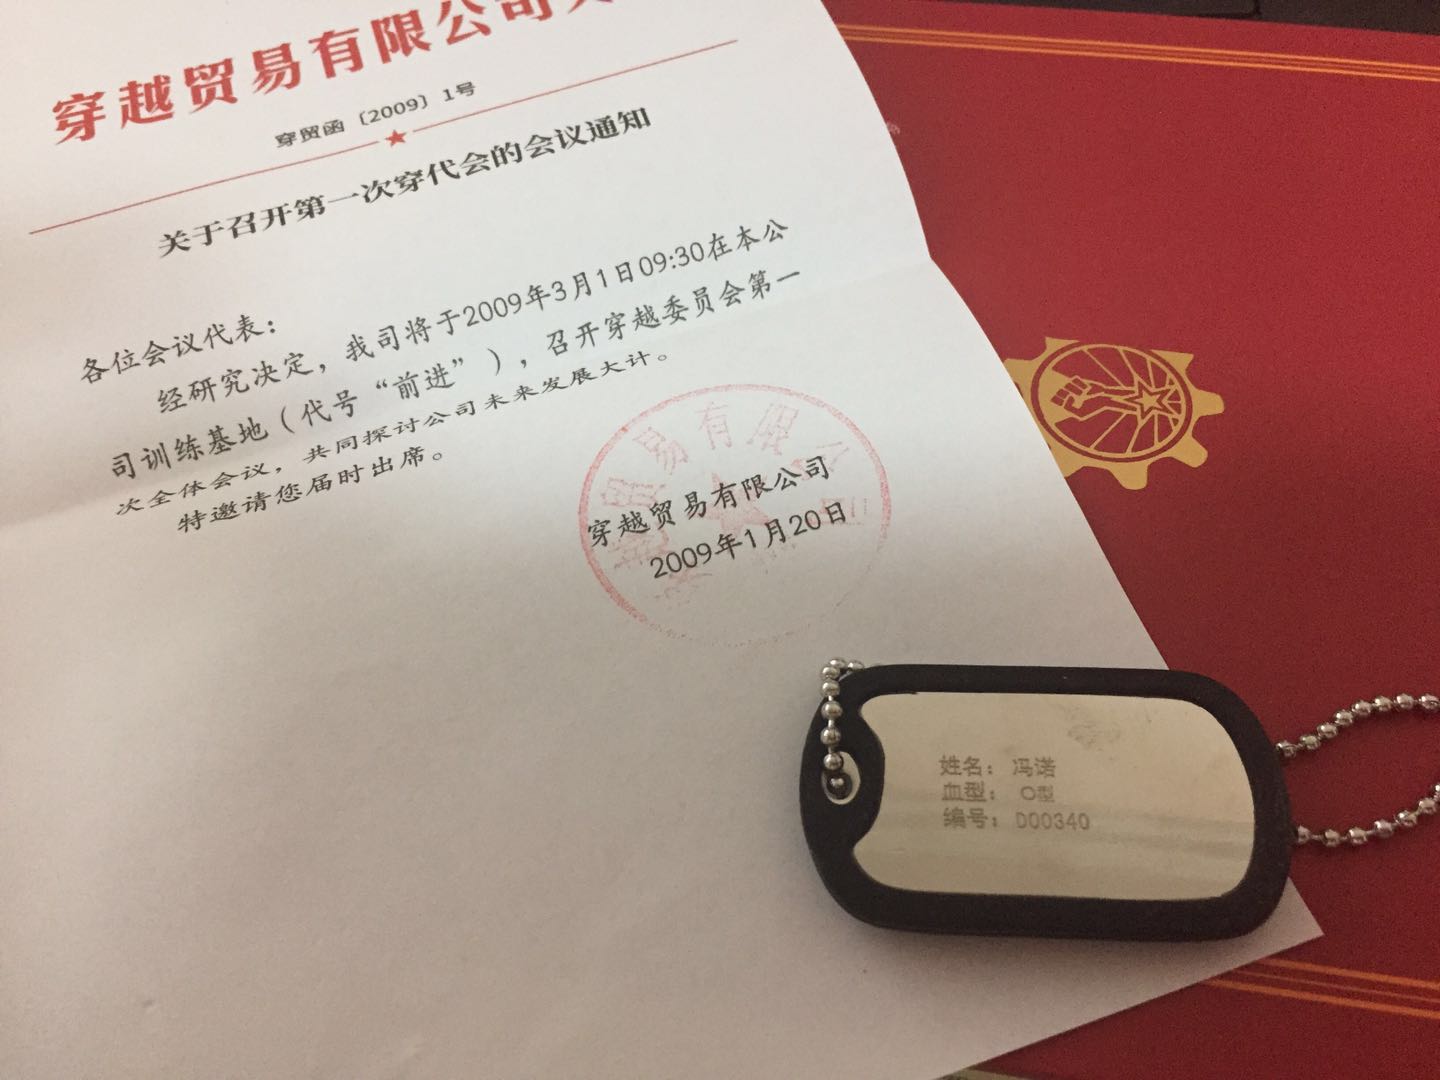 穿越贸易有限公司
穿贸函〔2009〕1号
关于召开第一次穿代会的会议通知
各位会议代表：
经研究决定，我司将于2009年3月1日09:30在本公
司训练基地（代号“前进”），召开穿越委员会第一
次全体会议，共同探讨公司未来发展大计。
特邀请您届时出席。
越贸易有限公
穿越贸易有限公司
2009年1月20日
姓名：冯诺
血型：O型
编号：D00340